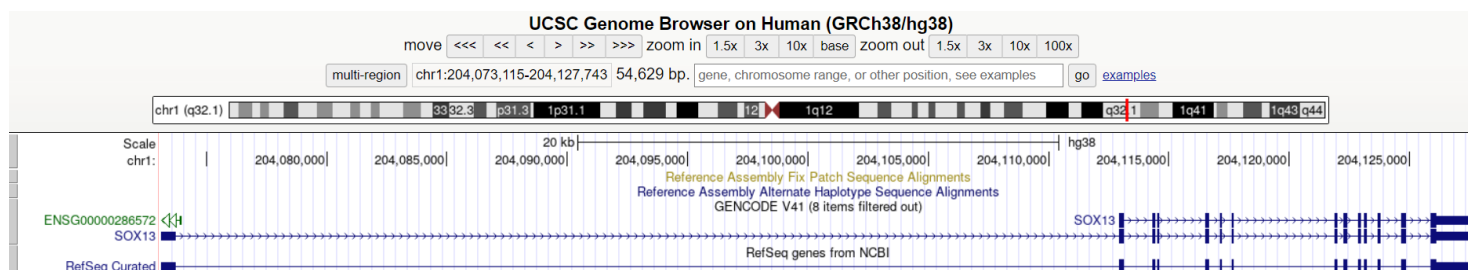 UCSC Genome Browser on Human (GRCh38/hg38)
move <<< << < > >> >>> zoom in 1.5x 3x 10x base zoom out 1.5x 3x 10x 100x
multi-region chr1:204,073,115-204,127,743 54,629 bp. gene, chromosome range, or other position, see examples go examples
chr1 (q32.1) 33 32.3 p31.3 1p31.1 12 1q12 q32.1 1q41 1q43 q44
Scale 20 kb hg38
chr1: 204,080,000 204,085,000 204,090,000 204,095,000 204,100,000 204,105,000 204,110,000 204,115,000 204,120,000 204,125,000
Reference Assembly Fix Patch Sequence Alignments
Reference Assembly Alternate Haplotype Sequence Alignments
GENCODE V41 (8 items filtered out)
ENSG00000286572 SOX13
SOX13
RefSeq genes from NCBI
RefSeq Curated